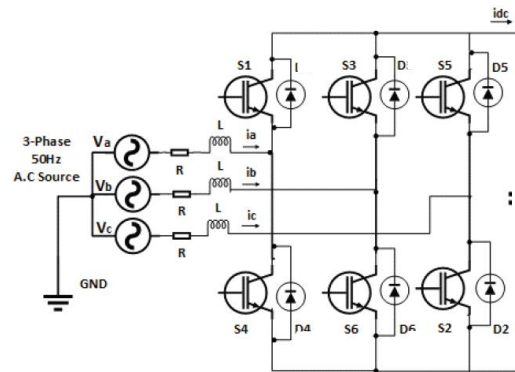 idc
S1
S3
D
S5
D5
L
3-Phase
50Hz
A.C Source
Va
R
L
ia
Vb
R
L
ib
Vc
R
ic
GND
S4
D4
S6
D6
S2
D2